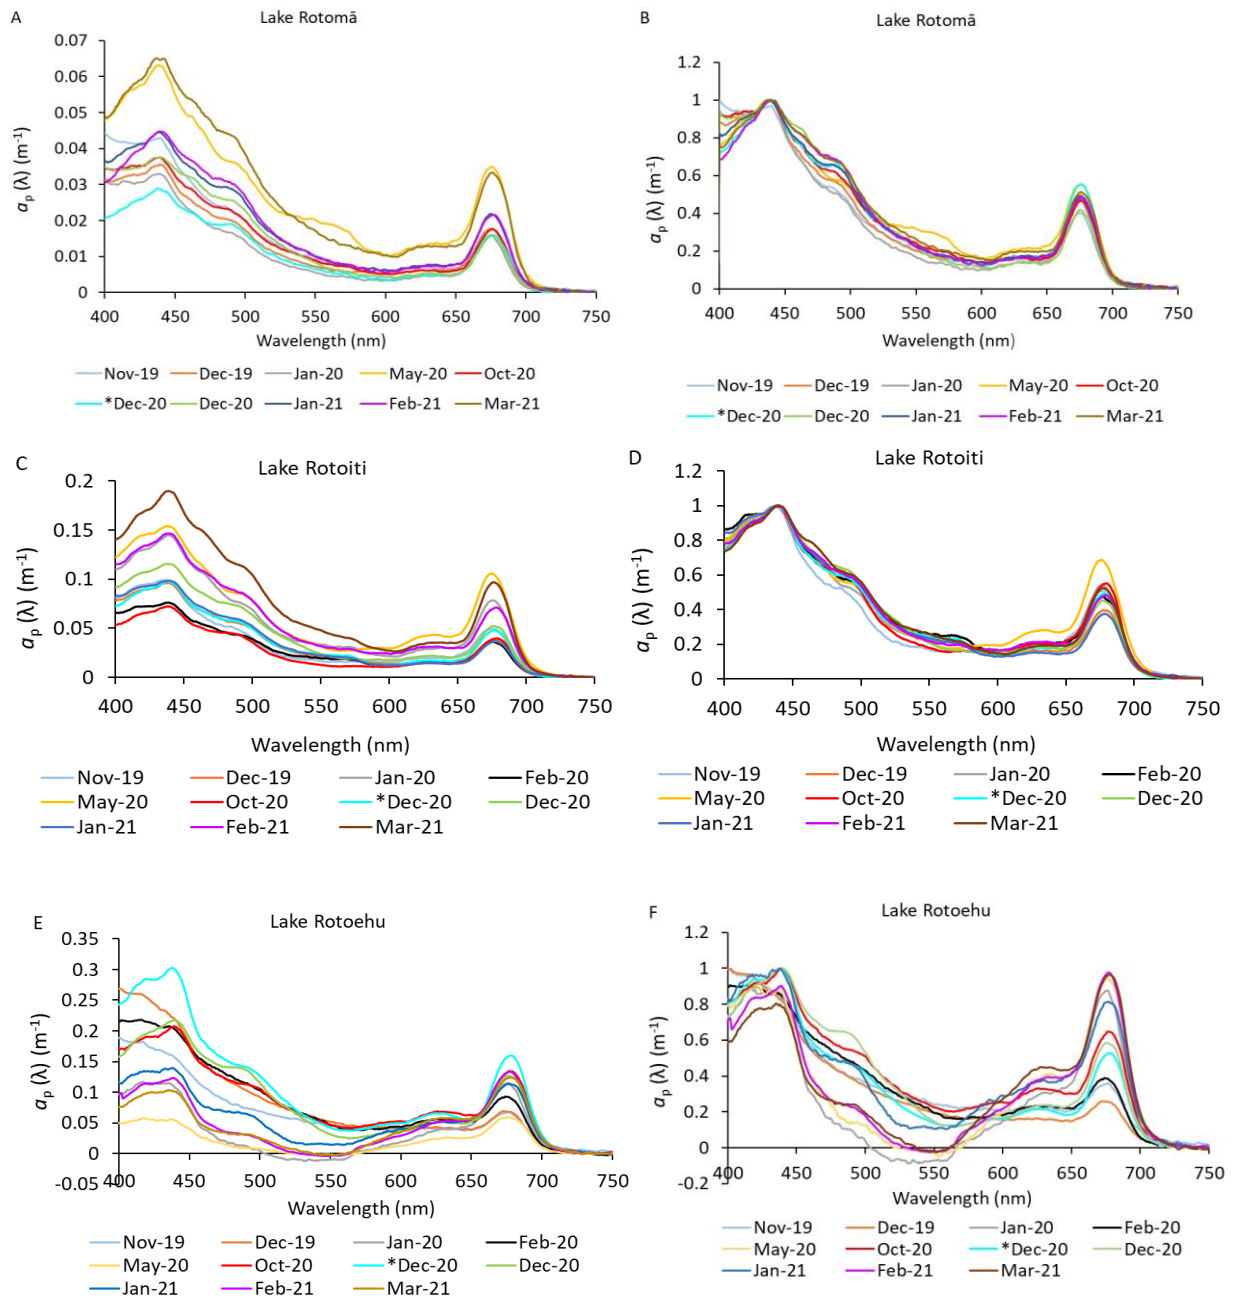 A
Lake Rotomā
0.07
0.06
0.05
0.04
0.03
0.02
0.01
0
aₚ (λ) (m⁻¹)
400 450 500 550 600 650 700 750
Wavelength (nm)
Nov-19 Dec-19 Jan-20 May-20 Oct-20
*Dec-20 Dec-20 Jan-21 Feb-21 Mar-21
B
Lake Rotomā
1.2
1
0.8
0.6
0.4
0.2
0
aₚ (λ) (m⁻¹)
400 450 500 550 600 650 700 750
Wavelength (nm)
Nov-19 Dec-19 Jan-20 May-20 Oct-20
*Dec-20 Dec-20 Jan-21 Feb-21 Mar-21
C
Lake Rotoiti
0.2
0.15
0.1
0.05
0
aₚ (λ) (m⁻¹)
400 450 500 550 600 650 700 750
Wavelength (nm)
Nov-19 Dec-19 Jan-20 Feb-20
May-20 Oct-20 *Dec-20 Dec-20
Jan-21 Feb-21 Mar-21
D
Lake Rotoiti
1.2
1
0.8
0.6
0.4
0.2
0
aₚ (λ) (m⁻¹)
400 450 500 550 600 650 700 750
Wavelength (nm)
Nov-19 Dec-19 Jan-20 Feb-20
May-20 Oct-20 *Dec-20 Dec-20
Jan-21 Feb-21 Mar-21
E
Lake Rotoehu
0.35
0.3
0.25
0.2
0.15
0.1
0.05
0
-0.05
aₚ (λ) (m⁻¹)
400 450 500 550 600 650 700 750
Wavelength (nm)
Nov-19 Dec-19 Jan-20 Feb-20
May-20 Oct-20 *Dec-20 Dec-20
Jan-21 Feb-21 Mar-21
F
Lake Rotoehu
1.2
1
0.8
0.6
0.4
0.2
0
-0.2
aₚ (λ) (m⁻¹)
400 450 500 550 600 650 700 750
Wavelength (nm)
Nov-19 Dec-19 Jan-20 Feb-20
May-20 Oct-20 *Dec-20 Dec-20
Jan-21 Feb-21 Mar-21